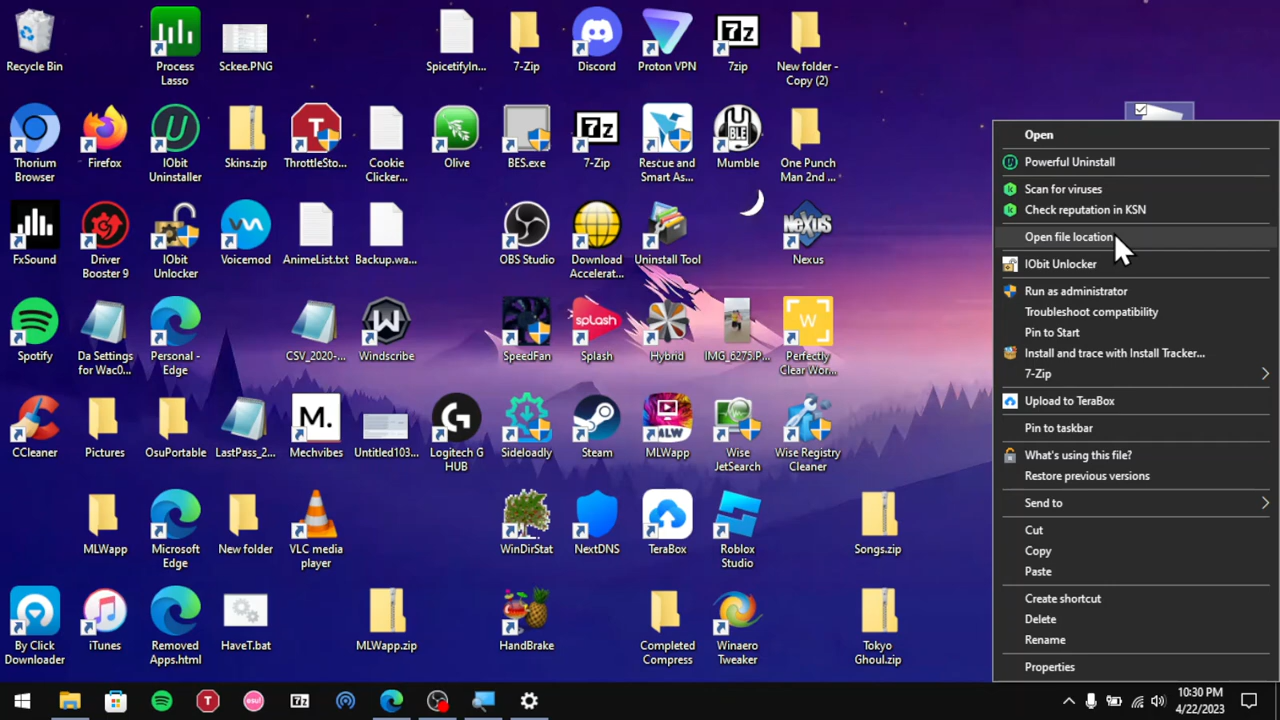 Recycle Bin
Process
Lasso
Sckee.PNG
SpicetifyIn...
7-Zip
Discord
Proton VPN
7z
7zip
New folder -
Copy (2)
Thorium
Browser
Firefox
IObit
Uninstaller
Skins.zip
T
ThrottleSto...
Cookie
Clicker...
Olive
BES.exe
7z
7-Zip
Rescue and
Smart As...
BLE
Mumble
One Punch
Man 2nd ...
FxSound
Driver
Booster 9
IObit
Unlocker
Voicemod
AnimeList.txt
Backup.wa...
OBS Studio
Download
Accelerat...
Uninstall Tool
NEXUS
Nexus
Spotify
Da Settings
for Wac0...
Personal -
Edge
CSV_2020-...
Windscribe
SpeedFan
splash
Splash
Hybrid
IMG_6275.P...
W
Perfectly
Clear Wor...
CCleaner
Pictures
OsuPortable
LastPass_2...
M.
Mechvibes
Untitled103...
Logitech G
HUB
Sideloadly
Steam
MLW
MLWapp
Wise
JetSearch
Wise Registry
Cleaner
MLWapp
Microsoft
Edge
New folder
VLC media
player
WinDirStat
NextDNS
TeraBox
Roblox
Studio
Songs.zip
By Click
Downloader
iTunes
Removed
Apps.html
HaveT.bat
MLWapp.zip
HandBrake
Completed
Compress
Winaero
Tweaker
Tokyo
Ghoul.zip
Open
Powerful Uninstall
Scan for viruses
Check reputation in KSN
Open file location
IObit Unlocker
Run as administrator
Troubleshoot compatibility
Pin to Start
Install and trace with Install Tracker...
7-Zip
Upload to TeraBox
Pin to taskbar
What's using this file?
Restore previous versions
Send to
Cut
Copy
Paste
Create shortcut
Delete
Rename
Properties
T
osu!
7z
10:30 PM
4/22/2023